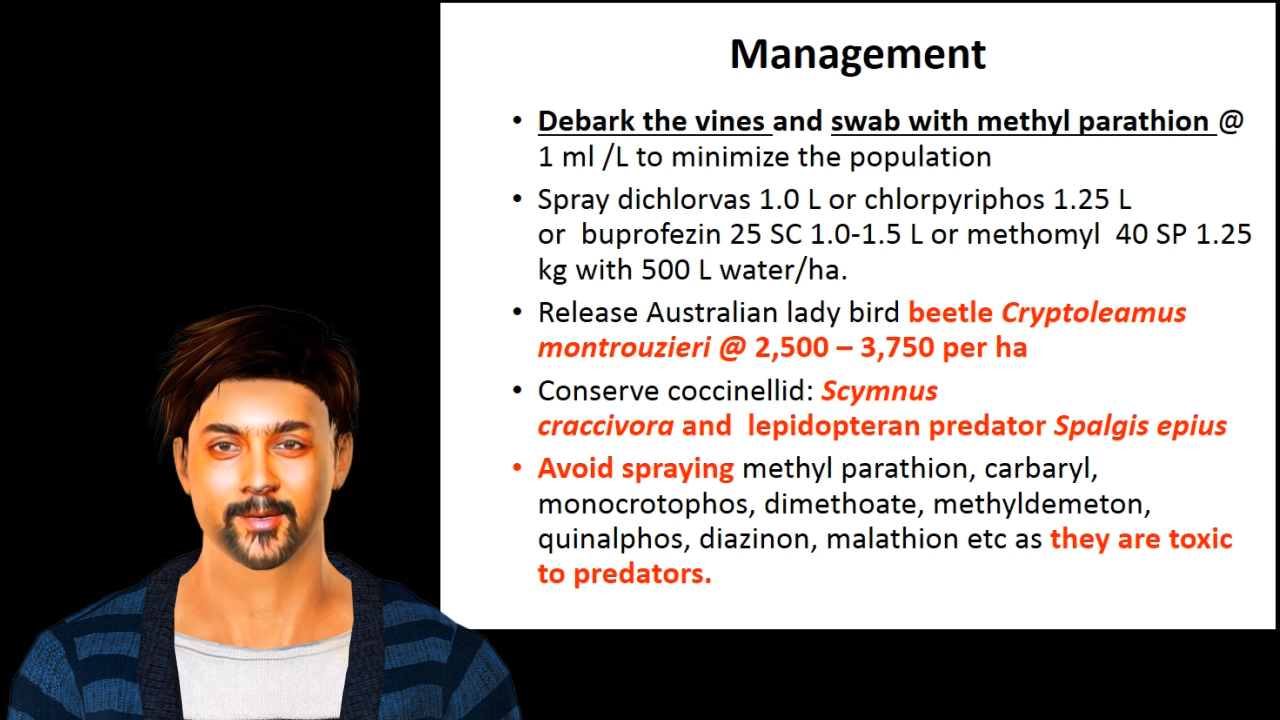 Management
• Debark the vines and swab with methyl parathion @
1 ml /L to minimize the population
• Spray dichlorvas 1.0 L or chlorpyriphos 1.25 L
or  buprofezin 25 SC 1.0-1.5 L or methomyl  40 SP 1.25
kg with 500 L water/ha.
• Release Australian lady bird beetle Cryptoleamus
montrouzieri @ 2,500 – 3,750 per ha
• Conserve coccinellid: Scymnus
craccivora and  lepidopteran predator Spalgis epius
• Avoid spraying methyl parathion, carbaryl,
monocrotophos, dimethoate, methyldemeton,
quinalphos, diazinon, malathion etc as they are toxic
to predators.